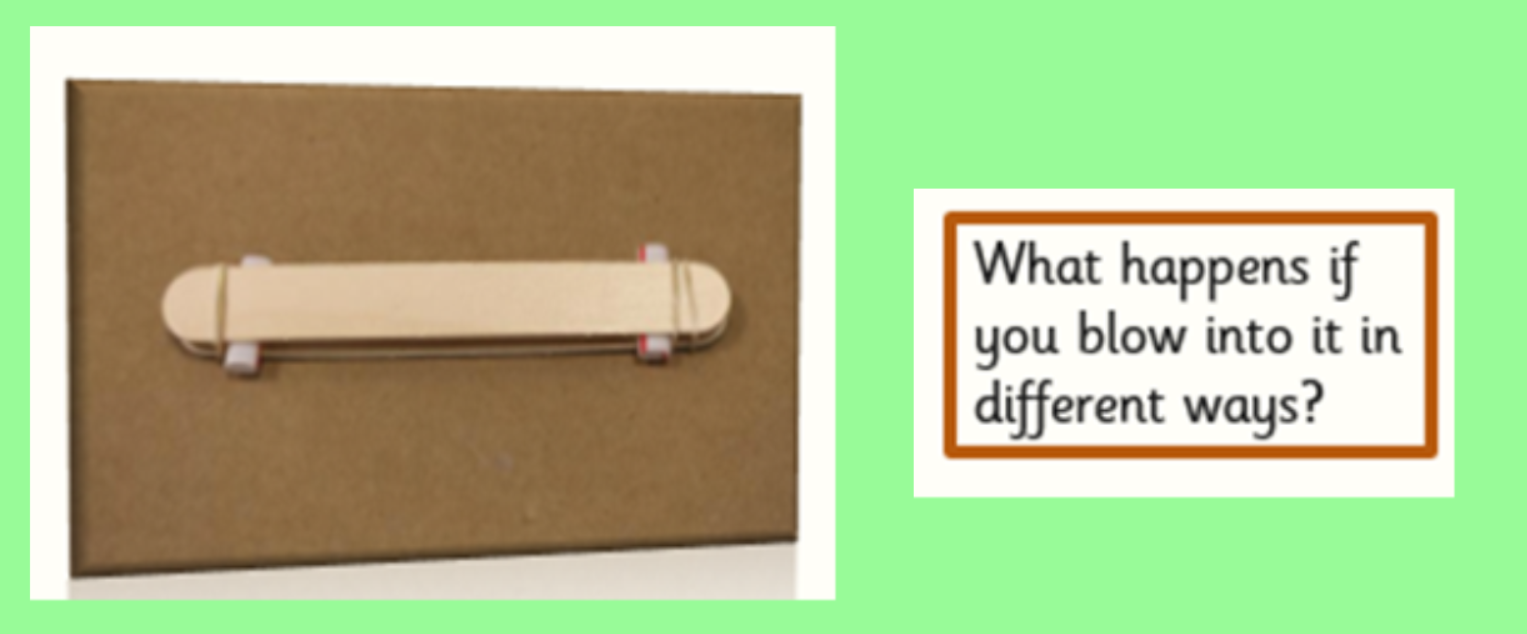 What happens if
you blow into it in
different ways?